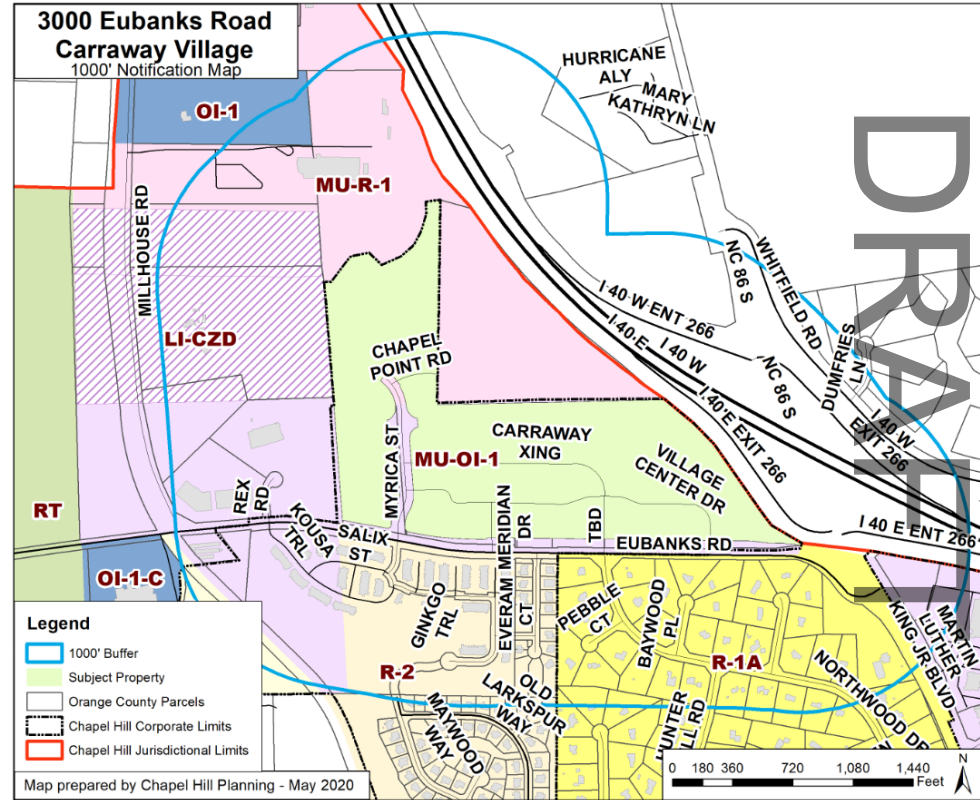 3000 Eubanks Road
Carraway Village
1000' Notification Map
HURRICANE
ALY
MARY
KATHRYN LN
OI-1
MU-R-1
MILLHOUSE RD
DRAFT
NC 86 S
WHITFIELD RD
I 40 W ENT 266
I 40 E
I 40 W
LI-CZD
CHAPEL
POINT RD
DUMFRIES
LN
NC 86 S
I 40 E EXIT 266
I 40 W
EXIT 266
CARRAWAY
XING
MYRICA ST
MU-OI-1
VILLAGE
CENTER DR
REX
RD
RT
KOUSA
TRL
SALIX
ST
EVERAM
MERIDIAN
DR
TBD
EUBANKS RD
I 40 E ENT 266
OI-1-C
GINKGO
TRL
CT
PEBBLE
CT
BAYWOOD
PL
R-1A
MARTIN
LUTHER
KING JR BLVD
R-2
OLD
LARKSPUR
WAY
MAYWOOD
WAY
NORTHWOOD DR
Legend
1000' Buffer
Subject Property
Orange County Parcels
Chapel Hill Corporate Limits
Chapel Hill Jurisdictional Limits
Map prepared by Chapel Hill Planning - May 2020
0 180 360 720 1,080 1,440
Feet
N